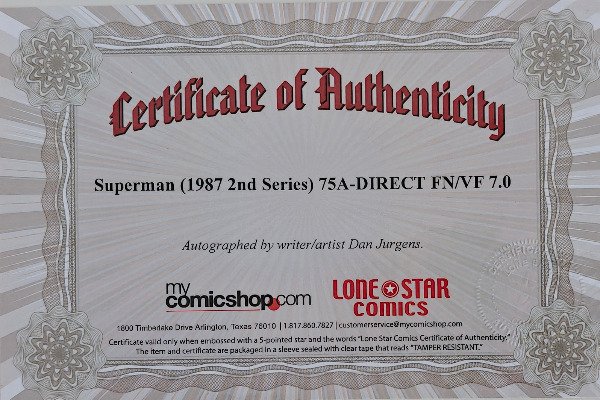 Certificate of Authenticity
Superman (1987 2nd Series) 75A-DIRECT FN/VF 7.0
Autographed by writer/artist Dan Jurgens.
my
comicshop.com
LONE STAR
COMICS
1800 Timberlake Drive Arlington, Texas 76010 | 1.817.860.7827 | customerservice@mycomicshop.com
Certificate valid only when embossed with a 5-pointed star and the words "Lone Star Comics Certificate of Authenticity."
The item and certificate are packaged in a sleeve sealed with clear tape that reads "TAMPER RESISTANT."